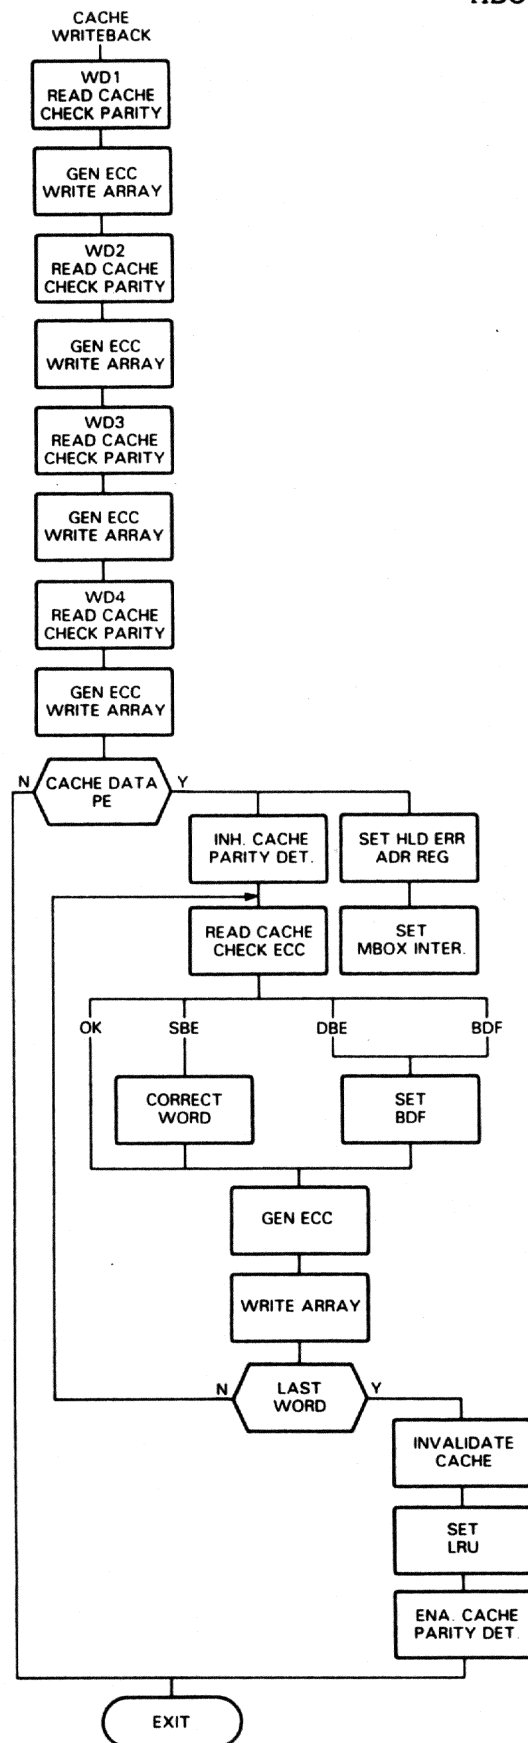 CACHE
WRITEBACK
WD1
READ CACHE
CHECK PARITY
GEN ECC
WRITE ARRAY
WD2
READ CACHE
CHECK PARITY
GEN ECC
WRITE ARRAY
WD3
READ CACHE
CHECK PARITY
GEN ECC
WRITE ARRAY
WD4
READ CACHE
CHECK PARITY
GEN ECC
WRITE ARRAY
N CACHE DATA Y
PE
INH. CACHE
PARITY DET.
SET HLD ERR
ADR REG
READ CACHE
CHECK ECC
SET
MBOX INTER.
OK SBE DBE BDF
CORRECT
WORD
SET
BDF
GEN ECC
WRITE ARRAY
N LAST Y
WORD
INVALIDATE
CACHE
SET
LRU
ENA. CACHE
PARITY DET.
EXIT